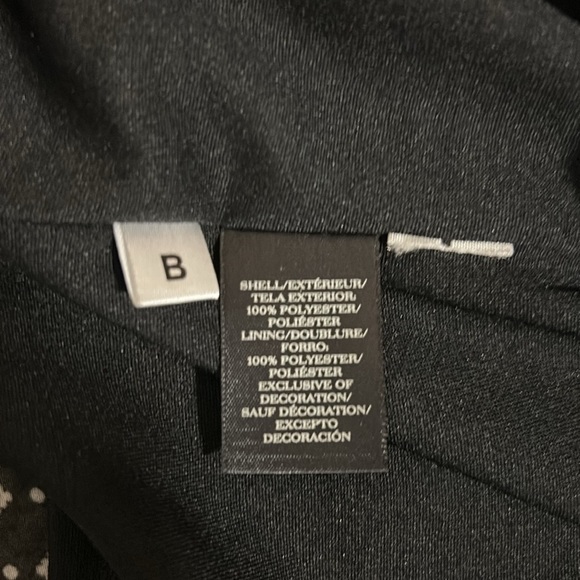 B
SHELL/EXTÉRIEUR/
TELA EXTERIOR:
100% POLYESTER/
POLIÉSTER
LINING/DOUBLURE/
FORRO:
100% POLYESTER/
POLIÉSTER
EXCLUSIVE OF
DECORATION/
SAUF DÉCORATION/
EXCEPTO
DECORACIÓN